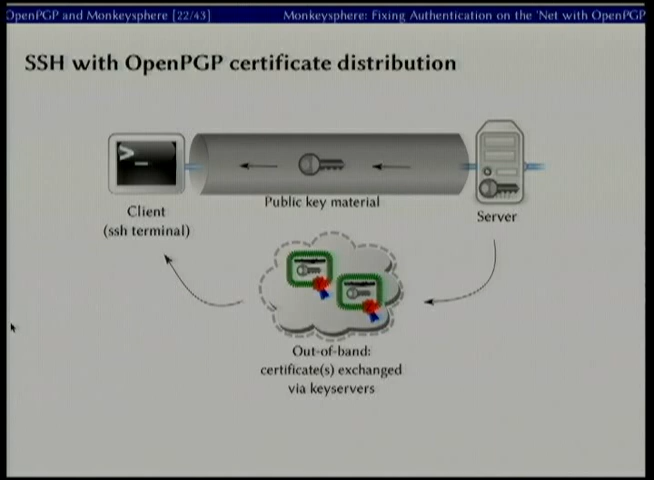 OpenPGP and Monkeysphere [22/43]
Monkeysphere: Fixing Authentication on the 'Net with OpenPGP
SSH with OpenPGP certificate distribution
Public key material
Client
(ssh terminal)
Server
Out-of-band:
certificate(s) exchanged
via keyservers